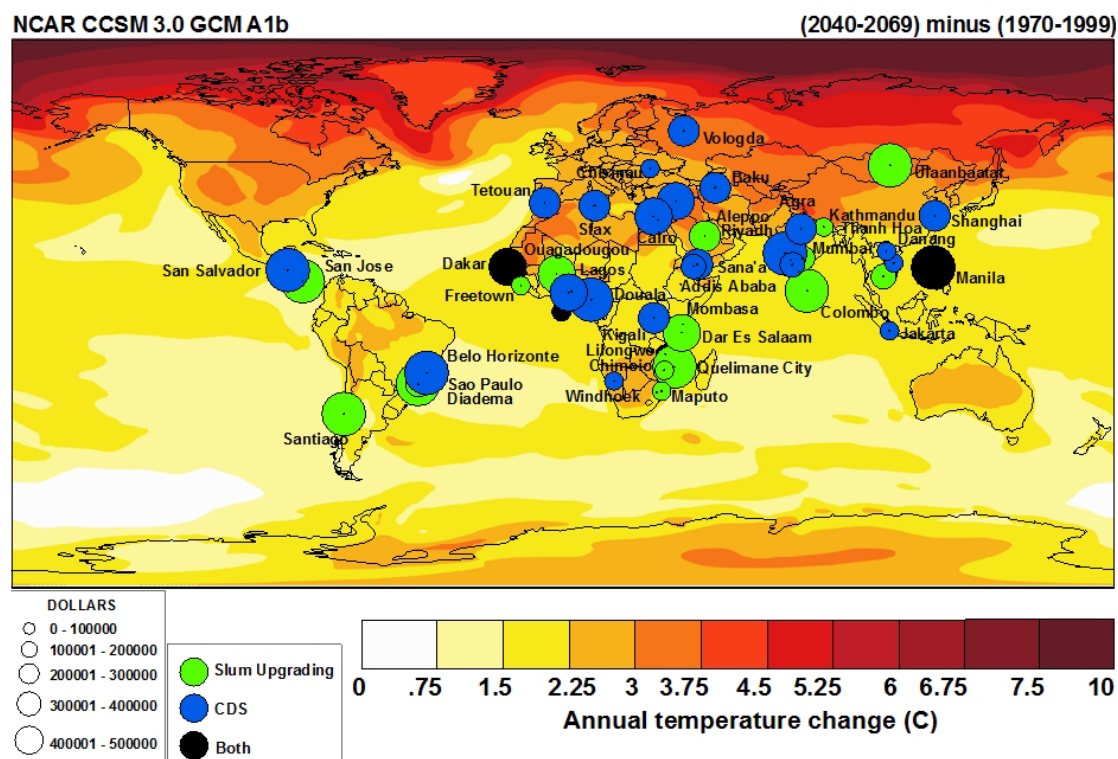 NCAR CCSM 3.0 GCM A1b
(2040-2069) minus (1970-1999)
Vologda
Ulaanbaatat
Baku
Tetouan
Agra
Sfax
Aleppo
Kathmandu
Shanghai
Cairo
Riyadh
Thanh Hoa
Ouagadougou
Danang
Dakar
Mumbai
San Salvador
San Jose
Lagos
Sana'a
Manila
Addis Ababa
Freetown
Douala
Mombasa
Colombo
Kigali
Dar Es Salaam
Jakarta
Belo Horizonte
Lilongwe
Chimoio
Quelimane City
Sao Paulo
Diadema
Windhoek
Maputo
Santiago
DOLLARS
0 - 100000
100001 - 200000
200001 - 300000
300001 - 400000
400001 - 500000
Slum Upgrading
CDS
Both
0 .75 1.5 2.25 3 3.75 4.5 5.25 6 6.75 7.5 10
Annual temperature change (C)